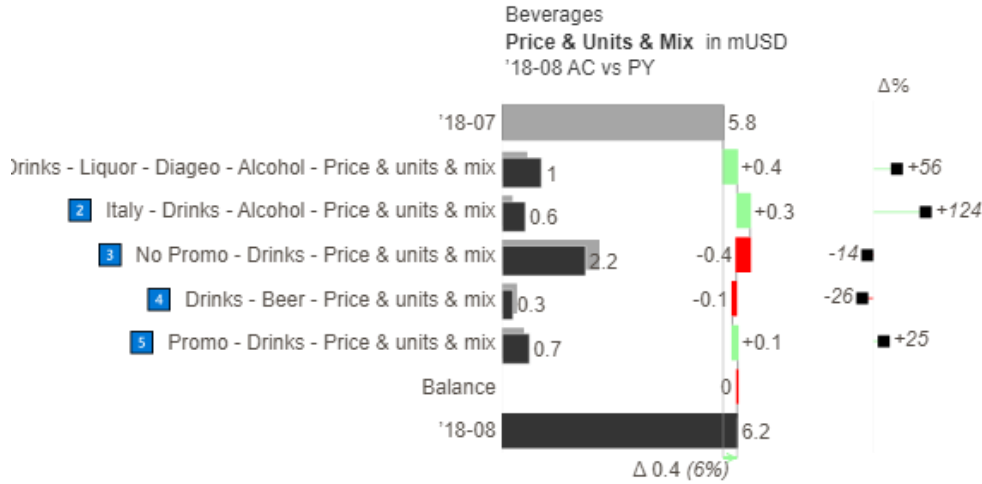 Beverages
Price & Units & Mix in mUSD
’18-08 AC vs PY
Δ%
’18-07 5.8
Drinks - Liquor - Diageo - Alcohol - Price & units & mix 1 +0.4 +56
2 Italy - Drinks - Alcohol - Price & units & mix 0.6 +0.3 +124
3 No Promo - Drinks - Price & units & mix 2.2 -0.4 -14
4 Drinks - Beer - Price & units & mix 0.3 -0.1 -26
5 Promo - Drinks - Price & units & mix 0.7 +0.1 +25
Balance 0
’18-08 6.2
Δ 0.4 (6%)